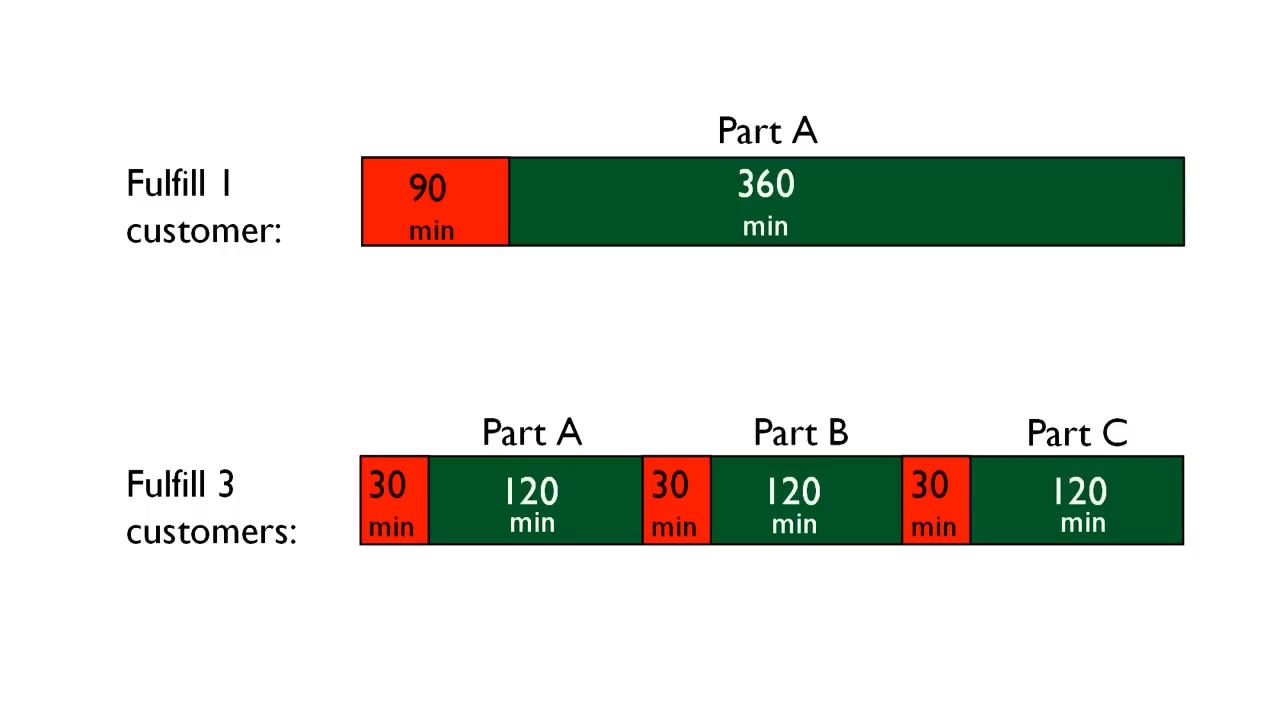 Part A
Fulfill 1
customer:
90
min
360
min
Part A
Part B
Part C
Fulfill 3
customers:
30
min
120
min
30
min
120
min
30
min
120
min